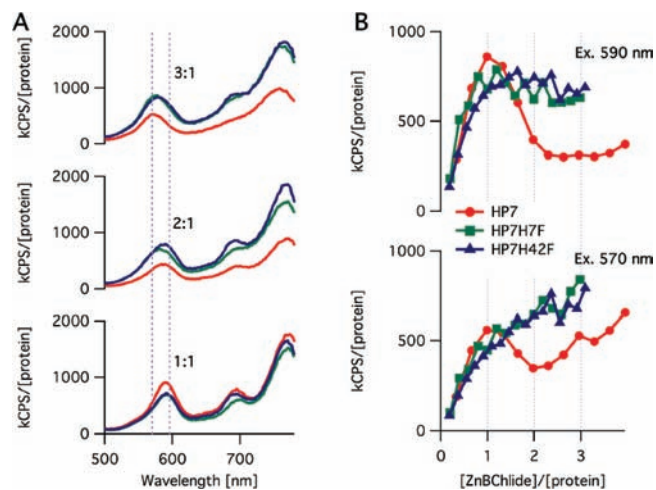 A
3:1
2000
1000
0
kCPS/[protein]
2:1
2000
1000
0
kCPS/[protein]
1:1
2000
1000
0
kCPS/[protein]
500 600 700
Wavelength [nm]
B
Ex. 590 nm
1000
500
0
kCPS/[protein]
HP7
HP7H7F
HP7H42F
Ex. 570 nm
1000
500
0
kCPS/[protein]
0 1 2 3
[ZnBChlide]/[protein]